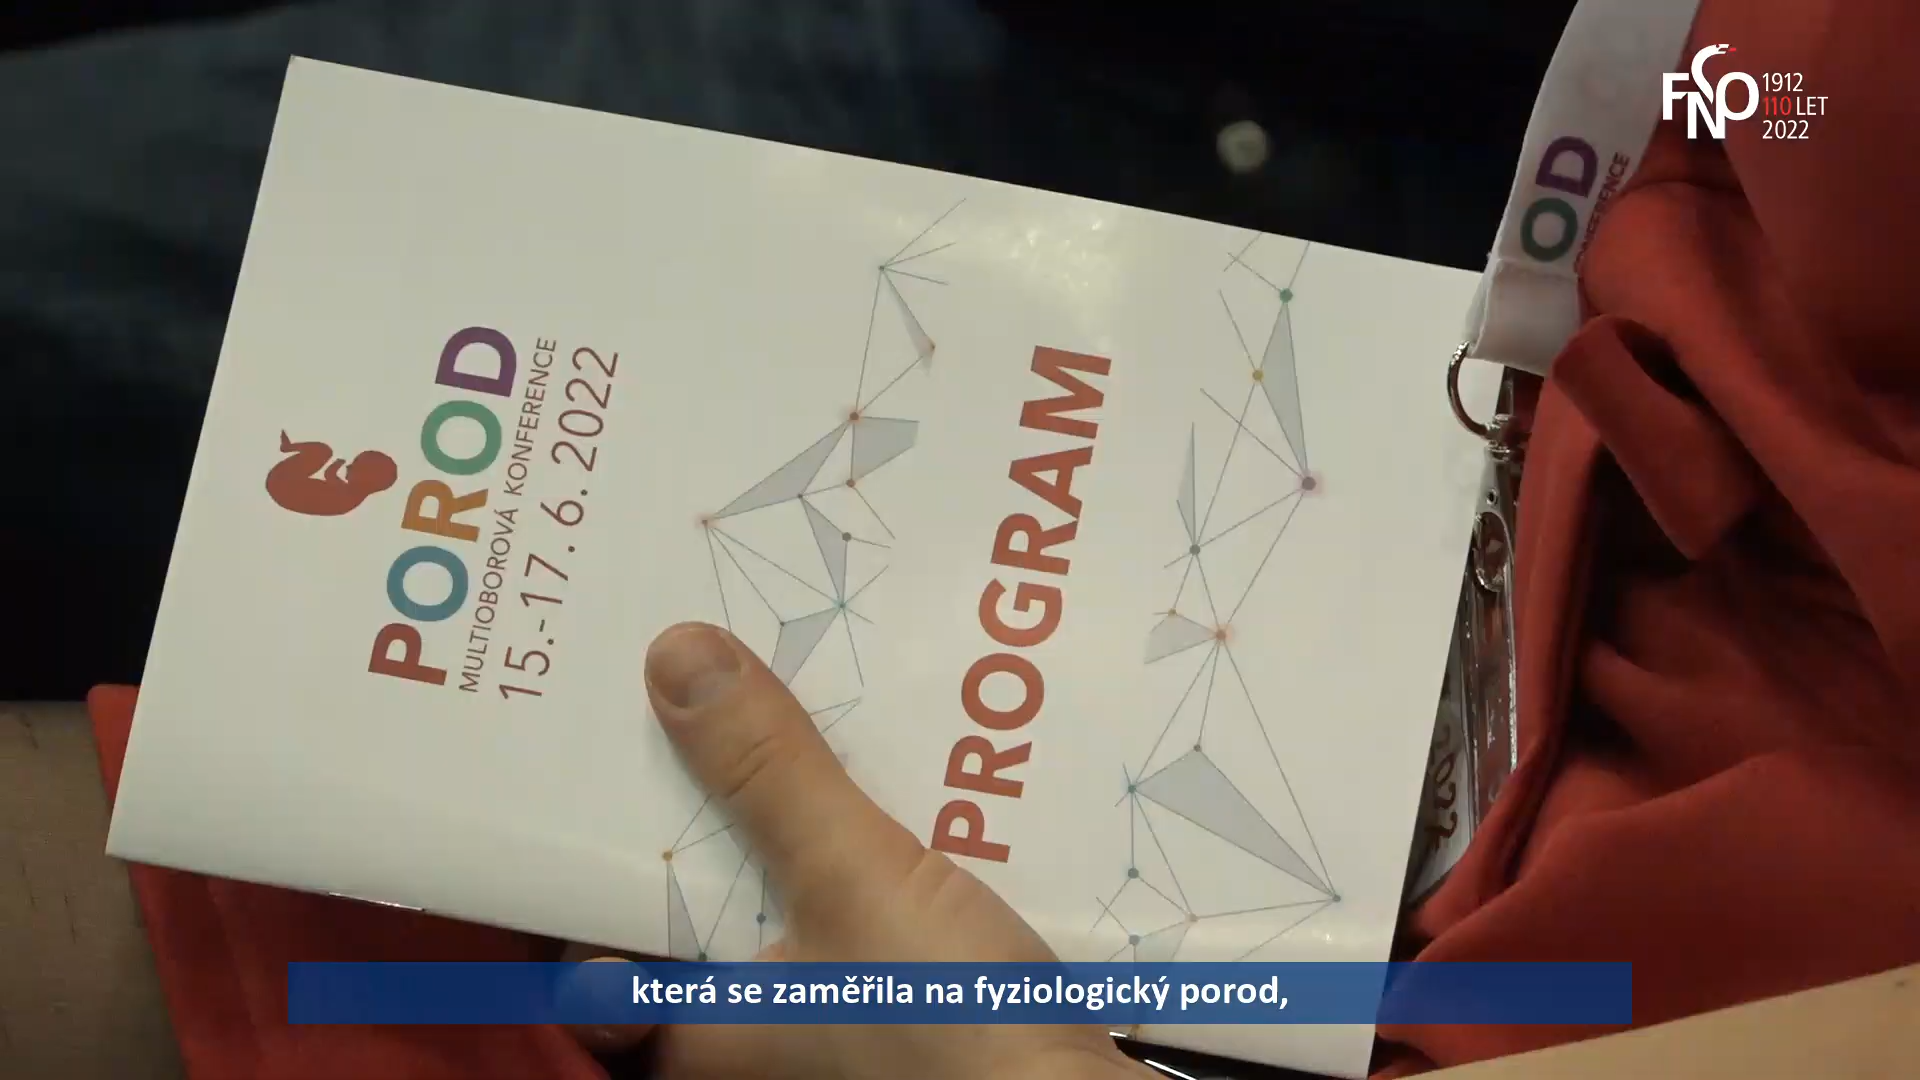 FNO
1912
110 LET
2022
OD
CONFERENCE
POROD
MULTIOBOROVÁ KONFERENCE
15.-17. 6. 2022
PROGRAM
2022
která se zaměřila na fyziologický porod,